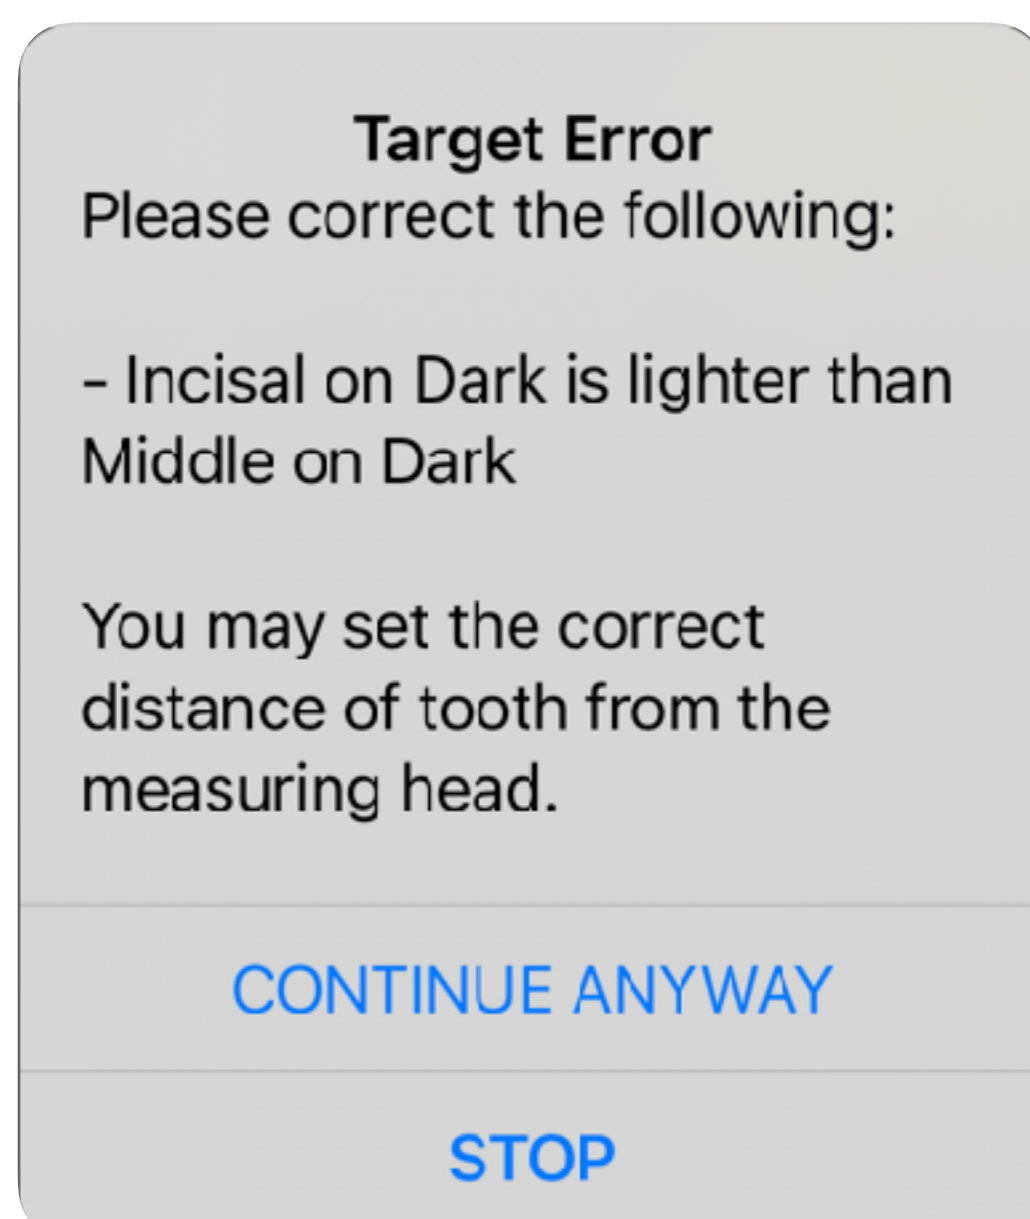 Target Error
Please correct the following:
- Incisal on Dark is lighter than
Middle on Dark
You may set the correct
distance of tooth from the
measuring head.
CONTINUE ANYWAY
STOP